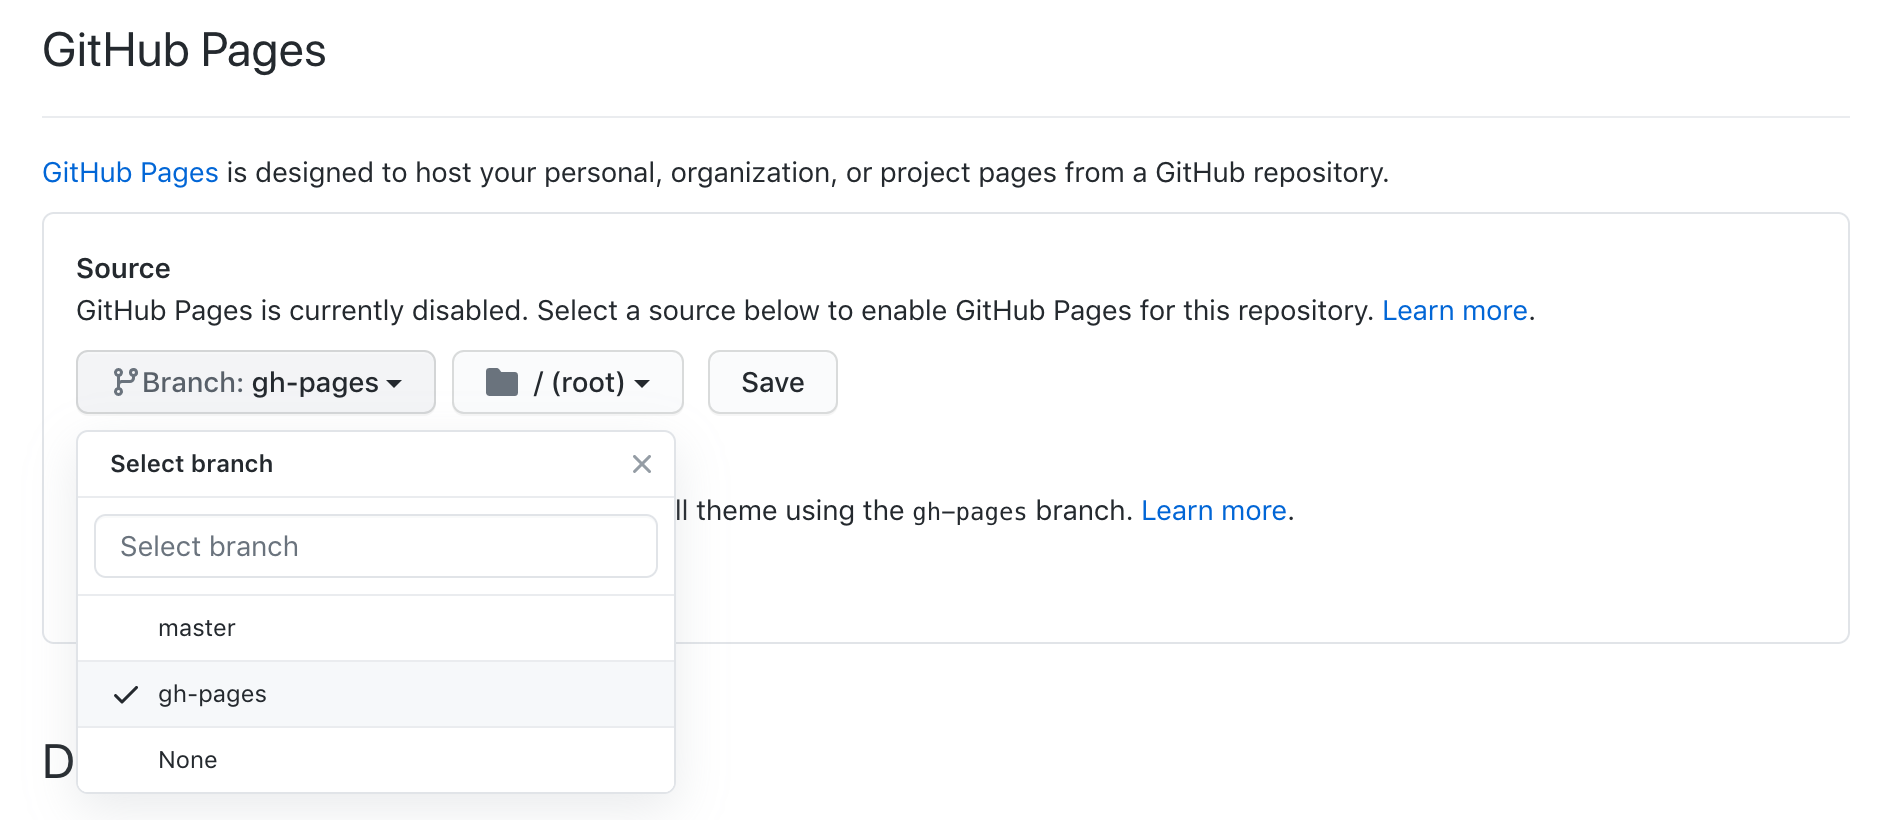 GitHub Pages
GitHub Pages is designed to host your personal, organization, or project pages from a GitHub repository.
Source
GitHub Pages is currently disabled. Select a source below to enable GitHub Pages for this repository. Learn more.
Branch: gh-pages / (root) Save
Select branch
theme using the gh-pages branch. Learn more.
Select branch
master
gh-pages
None
D